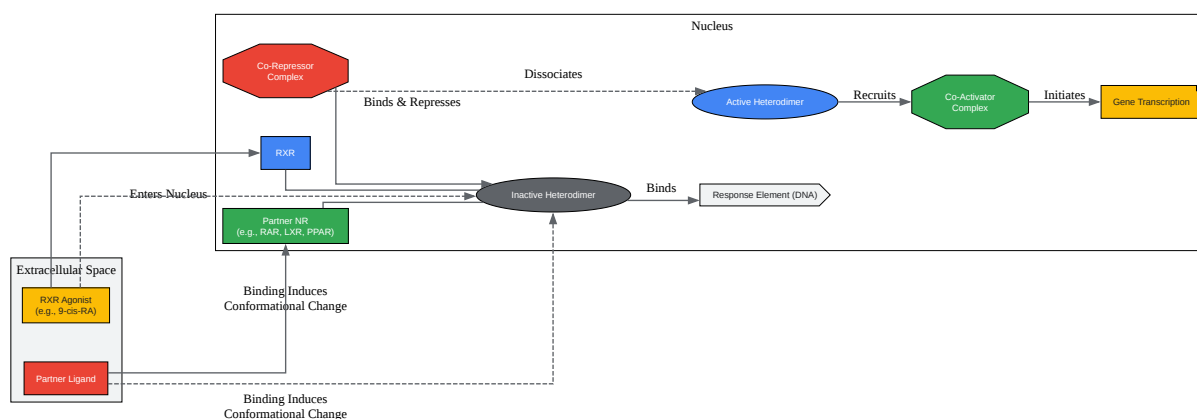 Nucleus
Co-Repressor
Complex
Dissociates
Binds & Represses
Active Heterodimer
Recruits
Co-Activator
Complex
Initiates
Gene Transcription
RXR
Enters Nucleus
Inactive Heterodimer
Binds
Response Element (DNA)
Partner NR
(e.g., RAR, LXR, PPAR)
Extracellular Space
RXR Agonist
(e.g., 9-cis-RA)
Binding Induces
Conformational Change
Partner Ligand
Binding Induces
Conformational Change